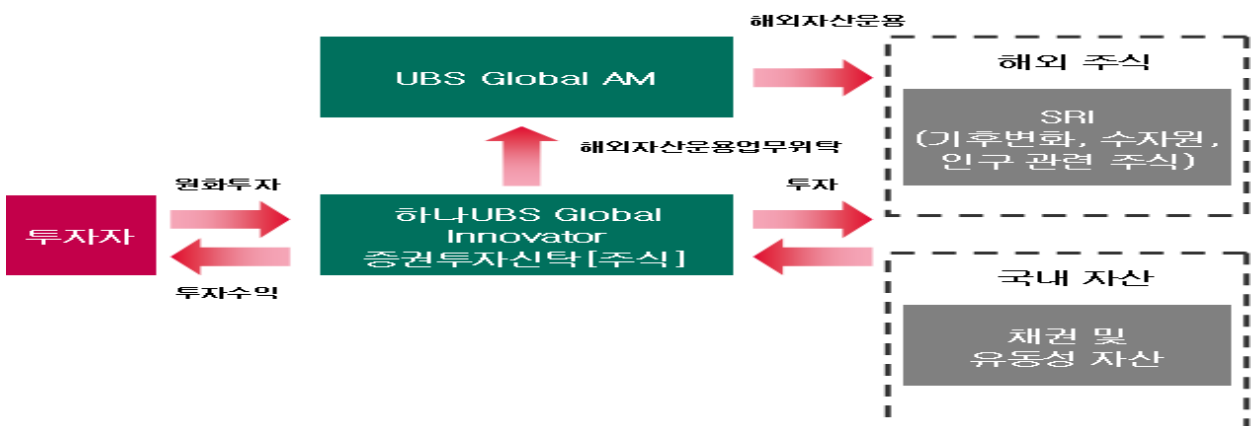 해외자산운용
UBS Global AM
해외 주식
SRI
(기후변화, 수자원,
인구 관련 주식)
해외자산운용업무위탁
원화투자
투자
투자자
하나UBS Global
Innovator
증권투자신탁[주식]
투자수익
국내 자산
채권 및
유동성 자산